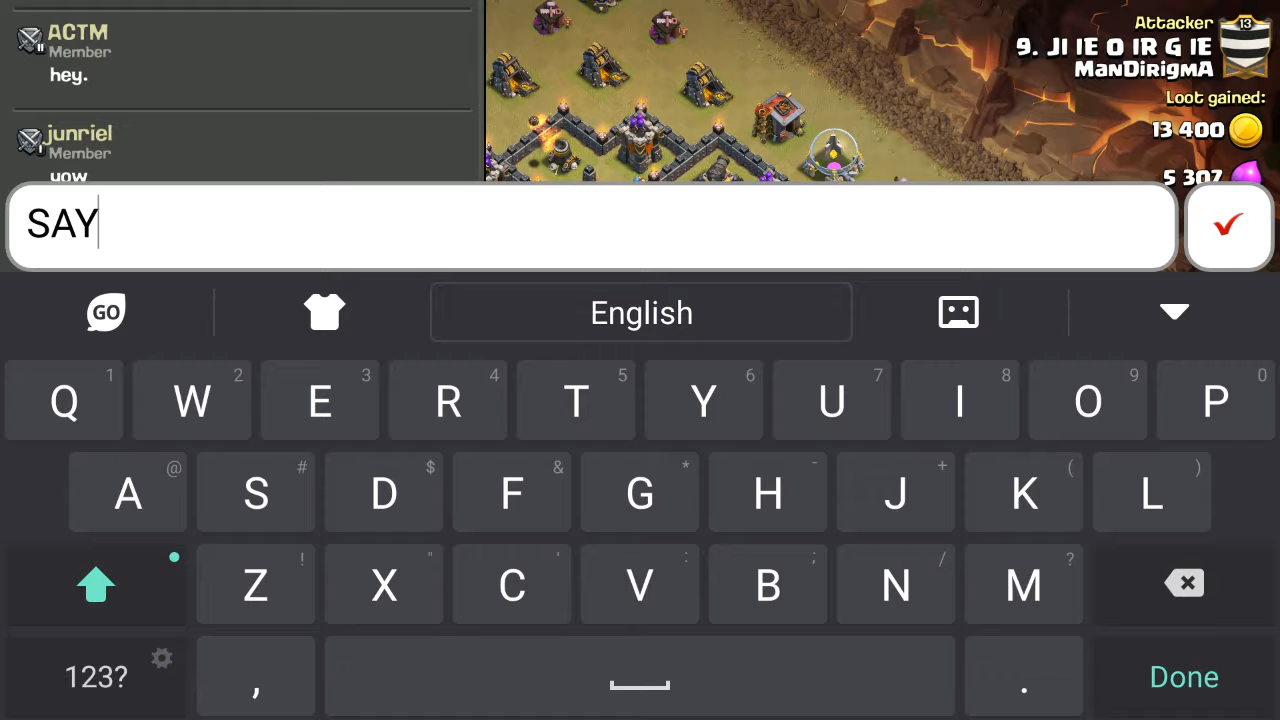 ACTM
Member
hey.
junriel
Member
yow
Attacker
13
9. JI IE O IR G IE
ManDirigmA
Loot gained:
13 400
5 307
SAY
GO
English
Q 1 W 2 E 3 R 4 T 5 Y 6 U 7 I 8 O 9 P 0
A @ S # D $ F & G * H - J + K ( L )
Z ! X " C ' V : B ; N / M ?
123? , . Done